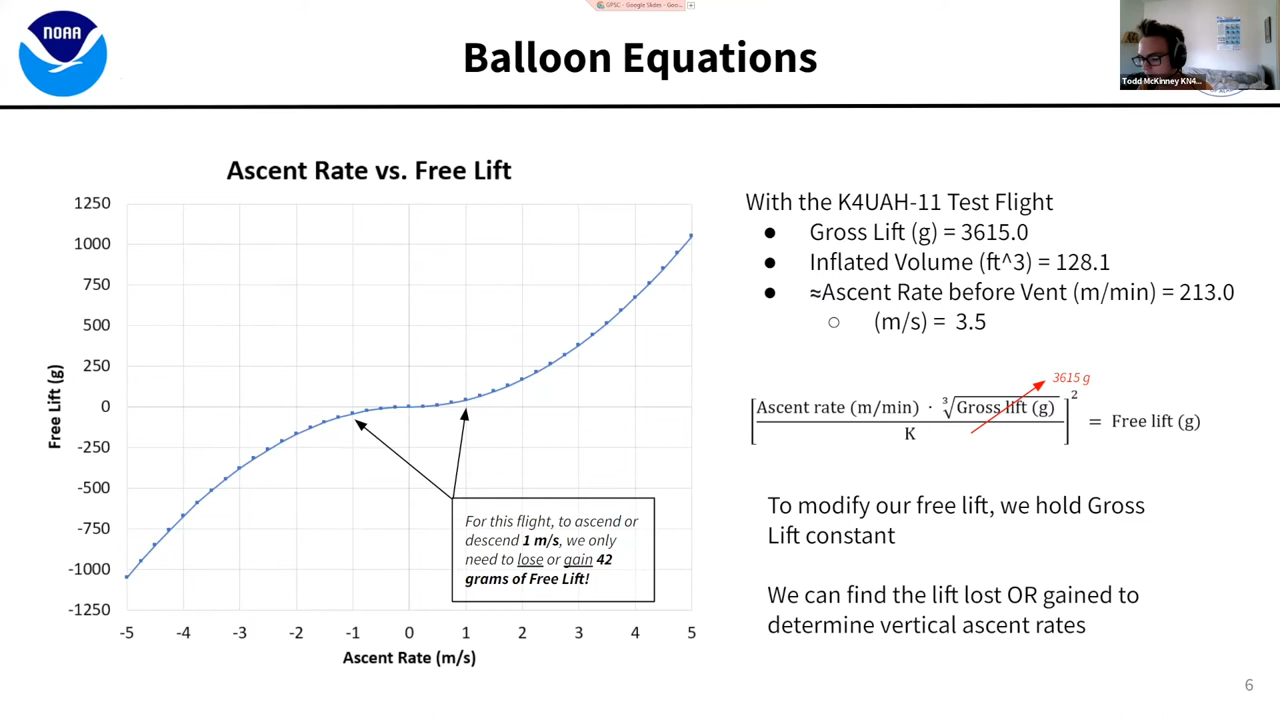 GPSC - Google Slides - Goo...
NOAA
Balloon Equations
Todd McKinney KN4...
Ascent Rate vs. Free Lift
1250
1000
750
500
250
0
-250
-500
-750
-1000
-1250
Free Lift (g)
-5 -4 -3 -2 -1 0 1 2 3 4 5
Ascent Rate (m/s)
For this flight, to ascend or
descend 1 m/s, we only
need to lose or gain 42
grams of Free Lift!
With the K4UAH-11 Test Flight
● Gross Lift (g) = 3615.0
● Inflated Volume (ft^3) = 128.1
● ≈Ascent Rate before Vent (m/min) = 213.0
○ (m/s) = 3.5
3615 g
[Ascent rate (m/min) · ∛Gross lift (g)
K
]² = Free lift (g)
To modify our free lift, we hold Gross
Lift constant
We can find the lift lost OR gained to
determine vertical ascent rates
6